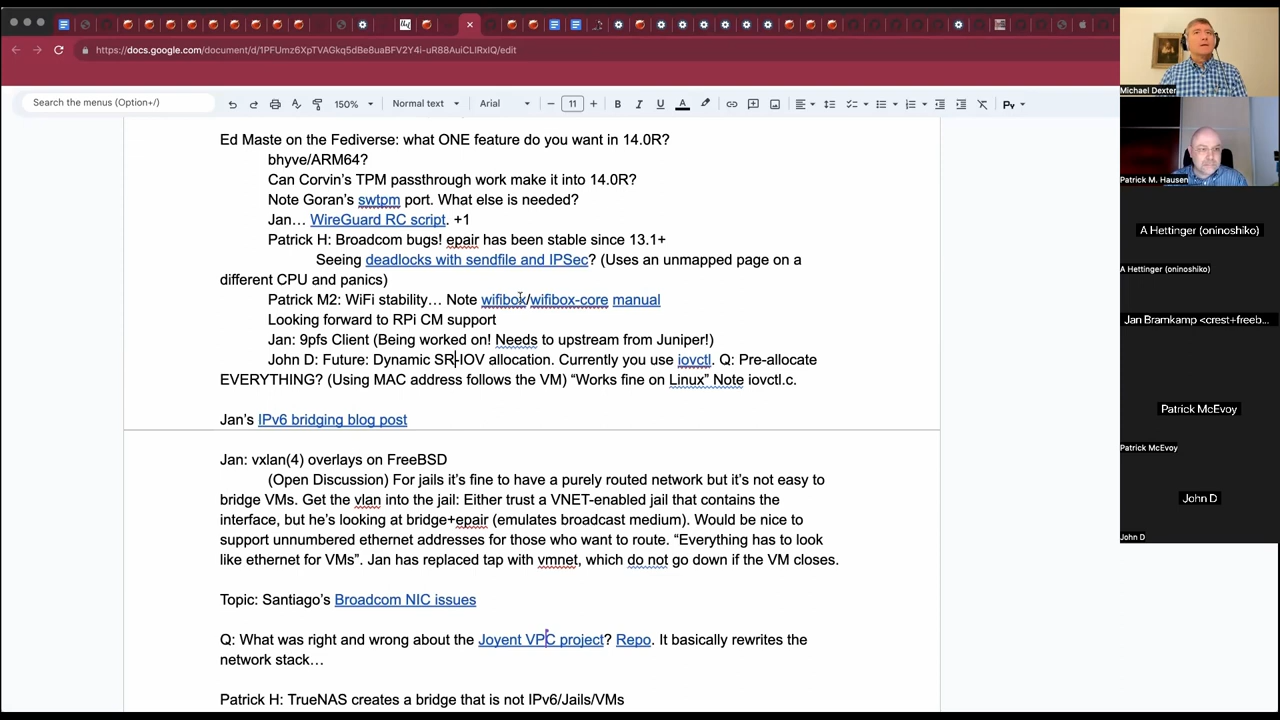 https://docs.google.com/document/d/1PFUmz6XpTVAGkq5dBe8uaBFV2Y4i-uR88AuiCLlRxIQ/edit
Search the menus (Option+/)
150%
Normal text
Arial
11
Ed Maste on the Fediverse: what ONE feature do you want in 14.0R?
bhyve/ARM64?
Can Corvin's TPM passthrough work make it into 14.0R?
Note Goran's swtpm port. What else is needed?
Jan… WireGuard RC script. +1
Patrick H: Broadcom bugs! epair has been stable since 13.1+
Seeing deadlocks with sendfile and IPSec? (Uses an unmapped page on a
different CPU and panics)
Patrick M2: WiFi stability… Note wifibox/wifibox-core manual
Looking forward to RPi CM support
Jan: 9pfs Client (Being worked on! Needs to upstream from Juniper!)
John D: Future: Dynamic SR-IOV allocation. Currently you use iovctl. Q: Pre-allocate
EVERYTHING? (Using MAC address follows the VM) “Works fine on Linux” Note iovctl.c.
Jan's IPv6 bridging blog post
Jan: vxlan(4) overlays on FreeBSD
(Open Discussion) For jails it's fine to have a purely routed network but it's not easy to
bridge VMs. Get the vlan into the jail: Either trust a VNET-enabled jail that contains the
interface, but he's looking at bridge+epair (emulates broadcast medium). Would be nice to
support unnumbered ethernet addresses for those who want to route. “Everything has to look
like ethernet for VMs”. Jan has replaced tap with vmnet, which do not go down if the VM closes.
Topic: Santiago's Broadcom NIC issues
Q: What was right and wrong about the Joyent VPC project? Repo. It basically rewrites the
network stack…
Patrick H: TrueNAS creates a bridge that is not IPv6/Jails/VMs
Michael Dexter
Patrick M. Hausen
A Hettinger (oninoshiko)
A Hettinger (oninoshiko)
Jan Bramkamp <crest+freeb...
Patrick McEvoy
Patrick McEvoy
John D
John D